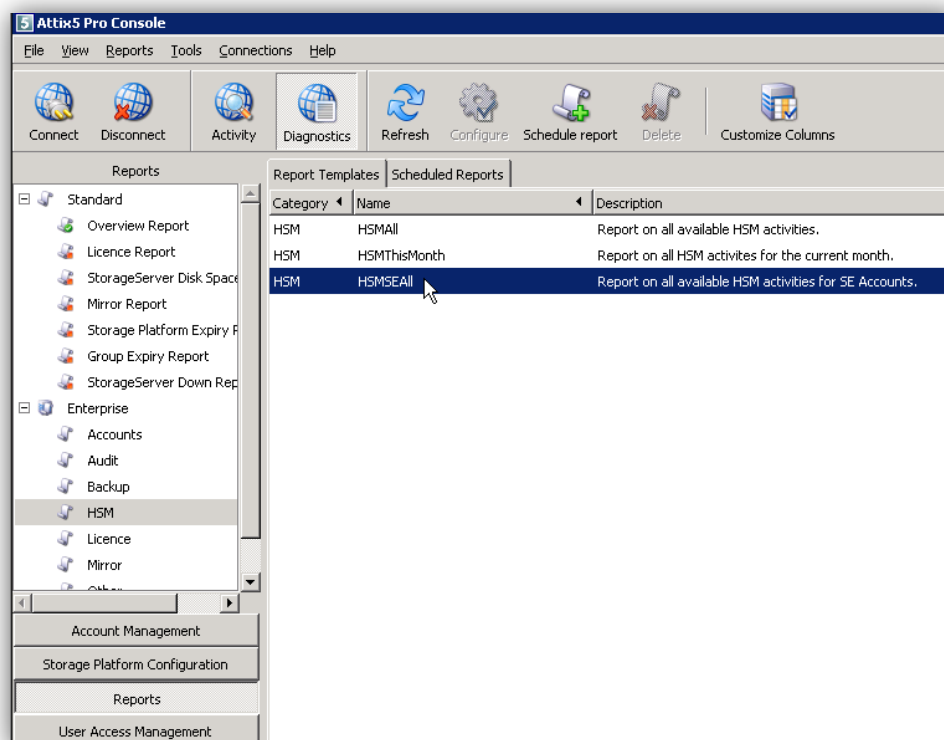 5 Attix5 Pro Console
File View Reports Tools Connections Help
Connect Disconnect Activity Diagnostics Refresh Configure Schedule report Delete Customize Columns
Reports
Standard
Overview Report
Licence Report
StorageServer Disk Space
Mirror Report
Storage Platform Expiry
Group Expiry Report
StorageServer Down Rep
Enterprise
Accounts
Audit
Backup
HSM
Licence
Mirror
Account Management
Storage Platform Configuration
Reports
User Access Management
Report Templates Scheduled Reports
Category Name Description
HSM HSMAll Report on all available HSM activities.
HSM HSMThisMonth Report on all HSM activites for the current month.
HSM HSMSEAll Report on all available HSM activities for SE Accounts.